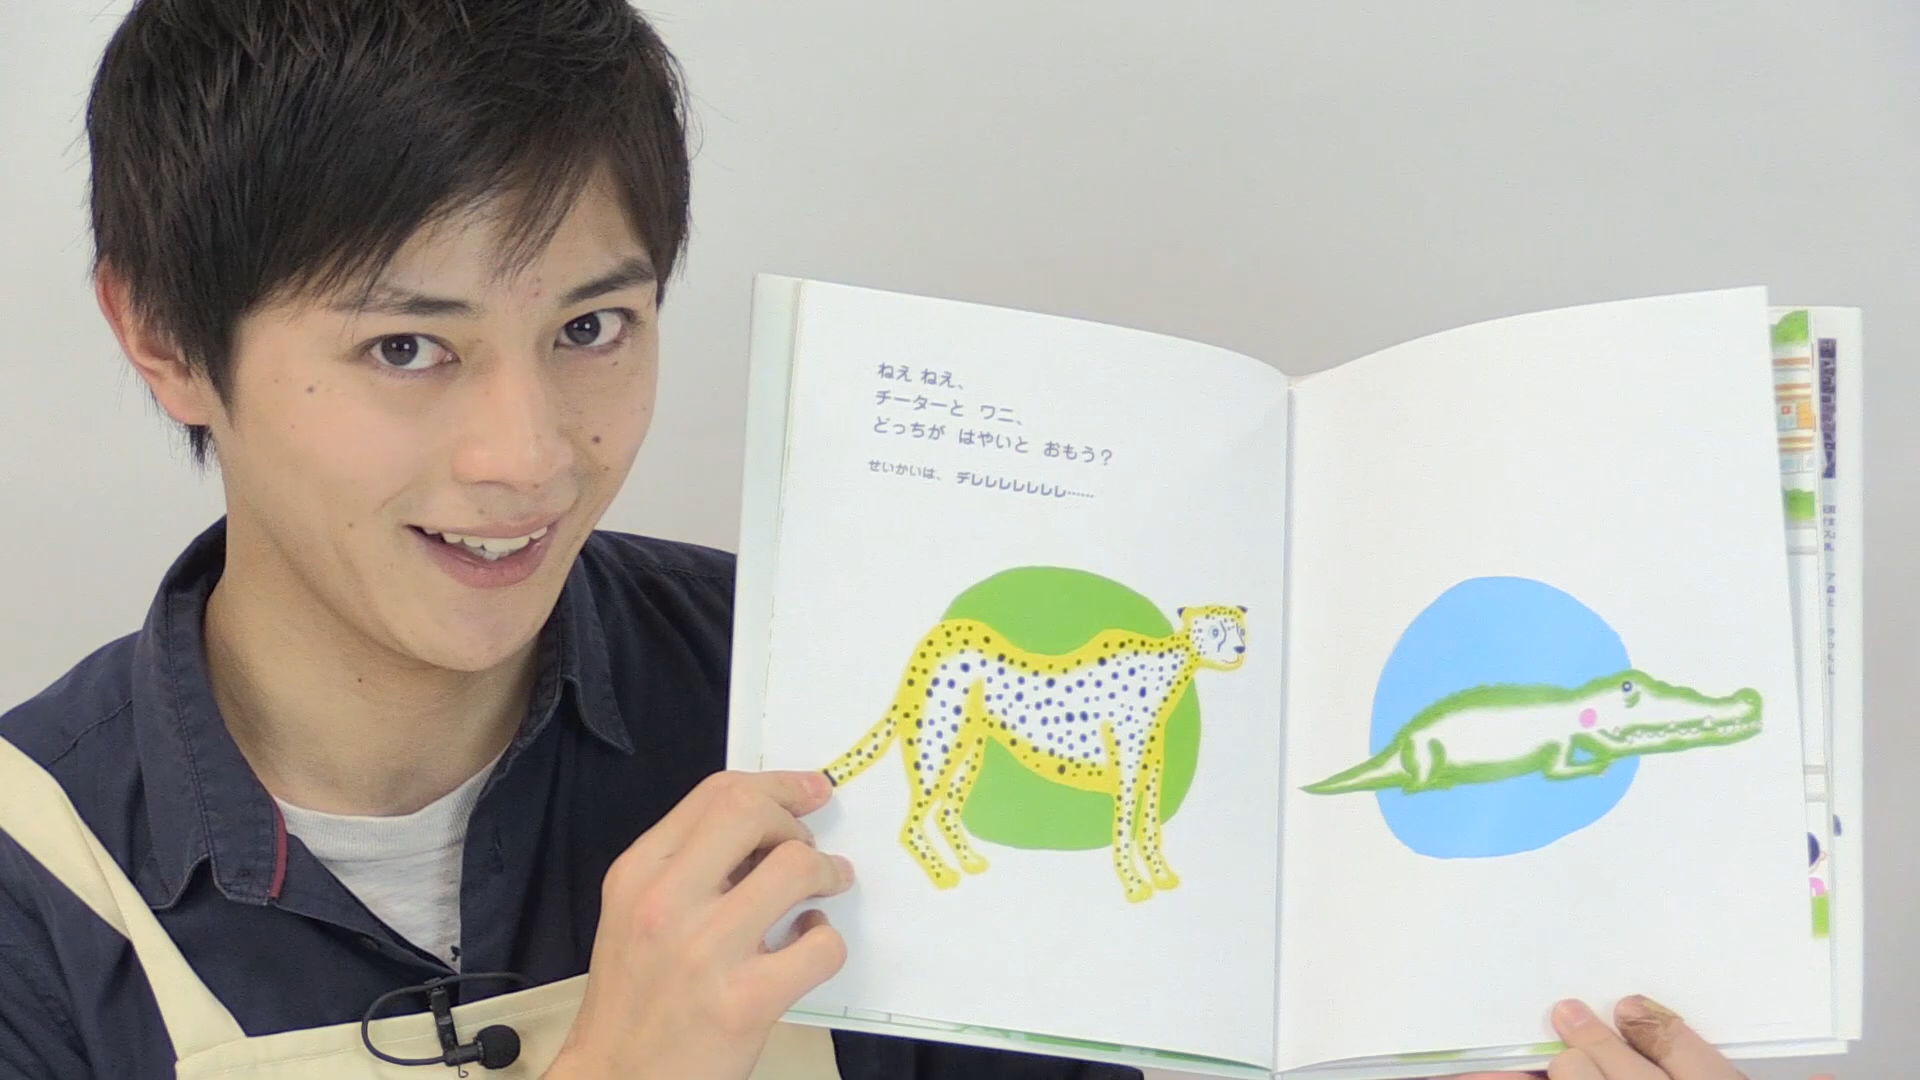 ねえ ねえ、
チーターと ワニ、
どっちが はやいと おもう？
せいかいは、 デレレレレレレレ……